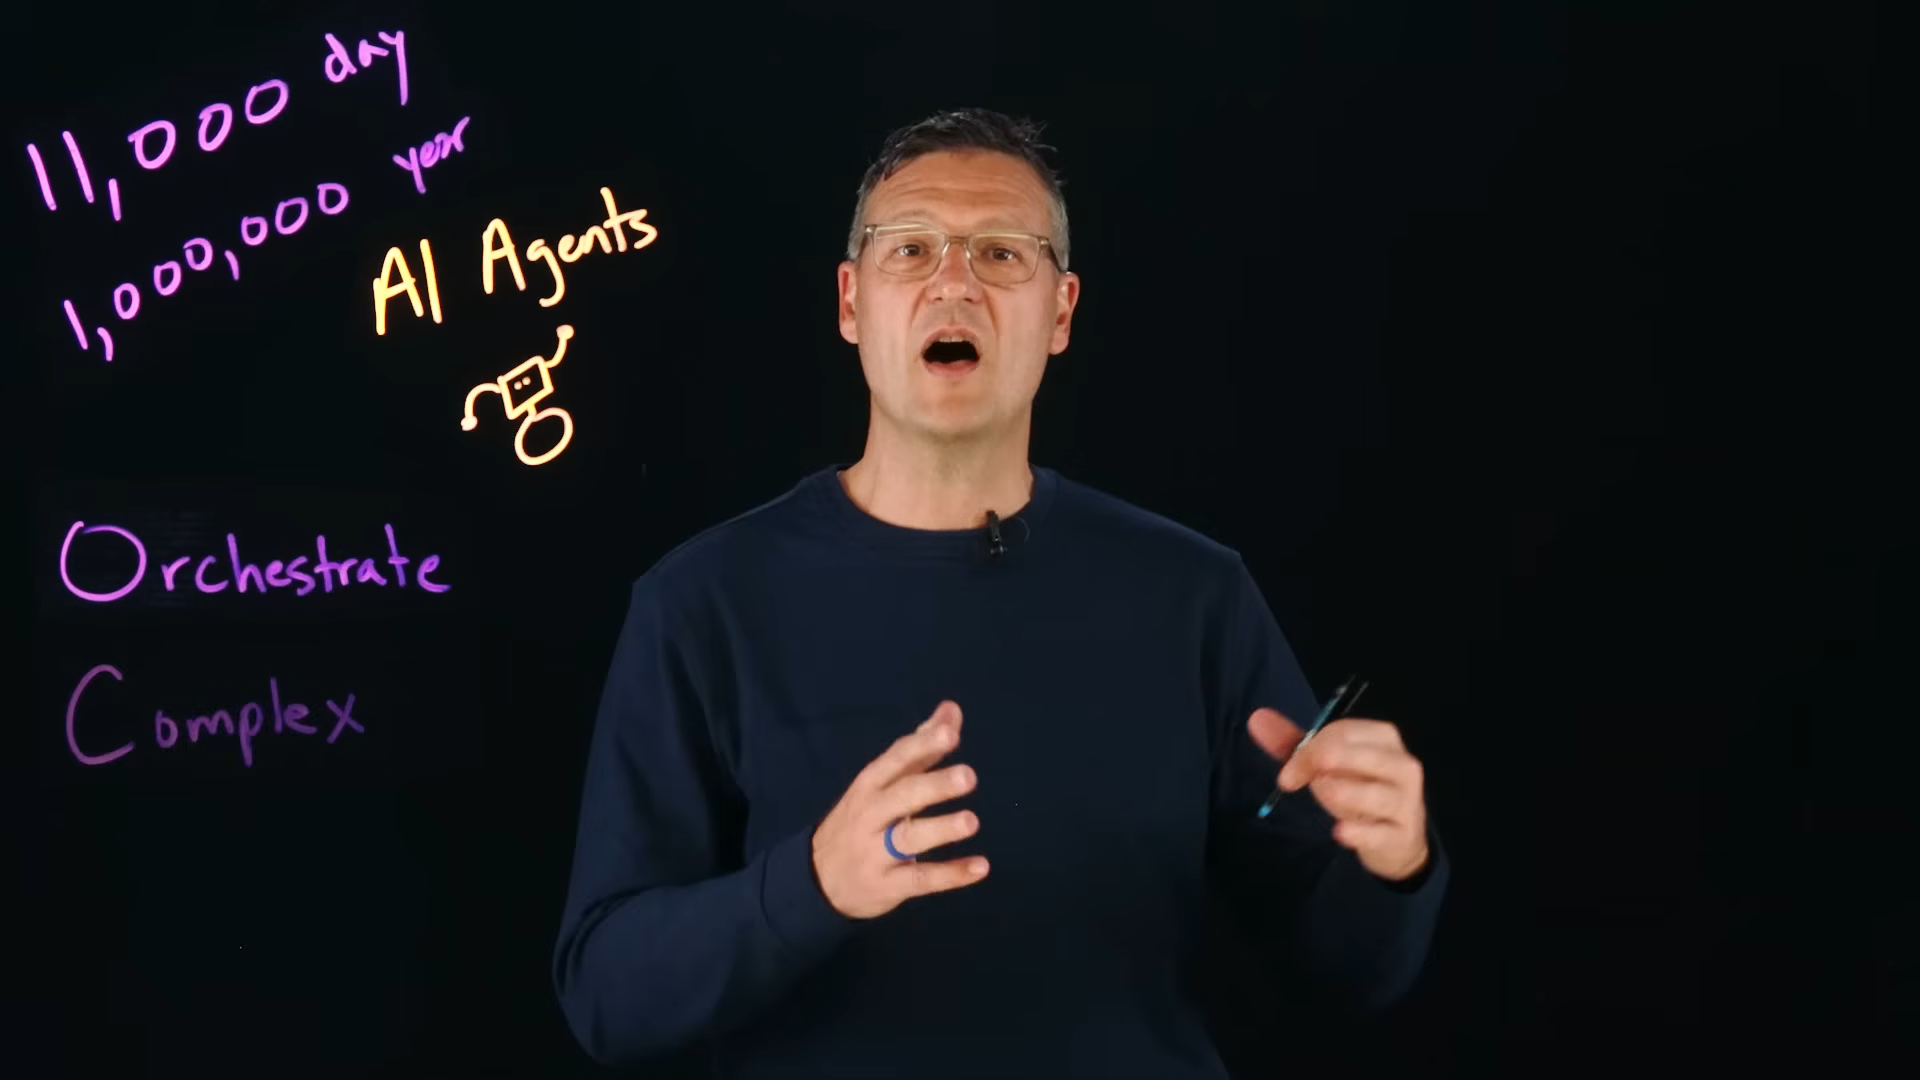 11,000 day
1,000,000 year
AI Agents
Orchestrate
Complex